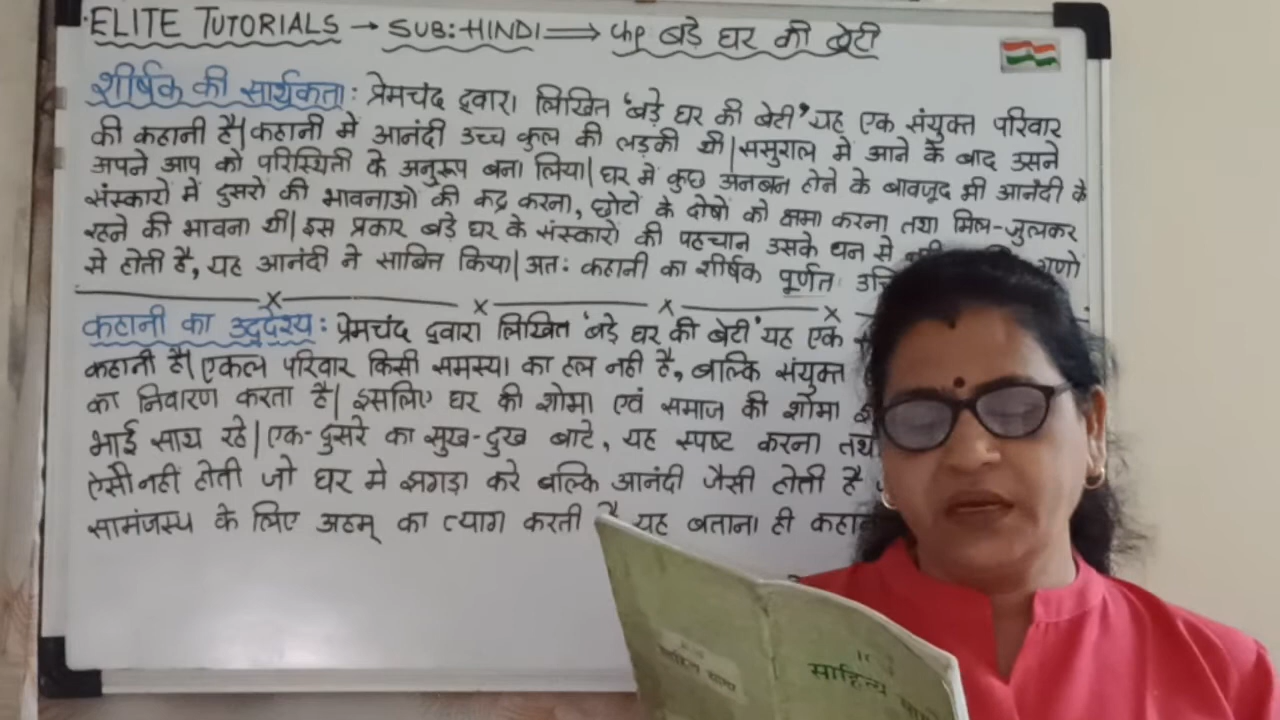 ELITE TUTORIALS → SUB:-HINDI ⟹ Chp बड़े घर की बेटी
शीर्षक की सार्थकता: प्रेमचंद द्वारा लिखित 'बड़े घर की बेटी' यह एक संयुक्त परिवार
की कहानी है| कहानी में आनंदी उच्च कुल की लड़की थी| ससुराल में आने के बाद उसने
अपने आप को परिस्थिती के अनुरूप बना लिया| घर में कुछ अनबन होने के बावजूद भी आनंदी के
संस्कारों में दुसरों की भावनाओं की कद्र करना, छोटों के दोषों को क्षमा करना तथा मिल-जुलकर
रहने की भावना थी| इस प्रकार बड़े घर के संस्कारों की पहचान उसके धन से
से होती है, यह आनंदी ने साबित किया| अत: कहानी का शीर्षक पूर्णत:
कहानी का उद्देश्य: प्रेमचंद द्वारा लिखित 'बड़े घर की बेटी' यह एक
कहानी है| एकल परिवार किसी समस्या का हल नही है, बल्कि संयुक्त
का निवारण करता है| इसलिए घर की शोभा एवं समाज की शोभा
भाई साथ रहे| एक-दुसरे का सुख-दुख बाटे, यह स्पष्ट करना तथा
ऐसी नही होती जो घर मे झगड़ा करे बल्कि आनंदी जैसी होती है
सामंजस्य के लिए अहम् का त्याग करती है यह बताना ही
साहित्य